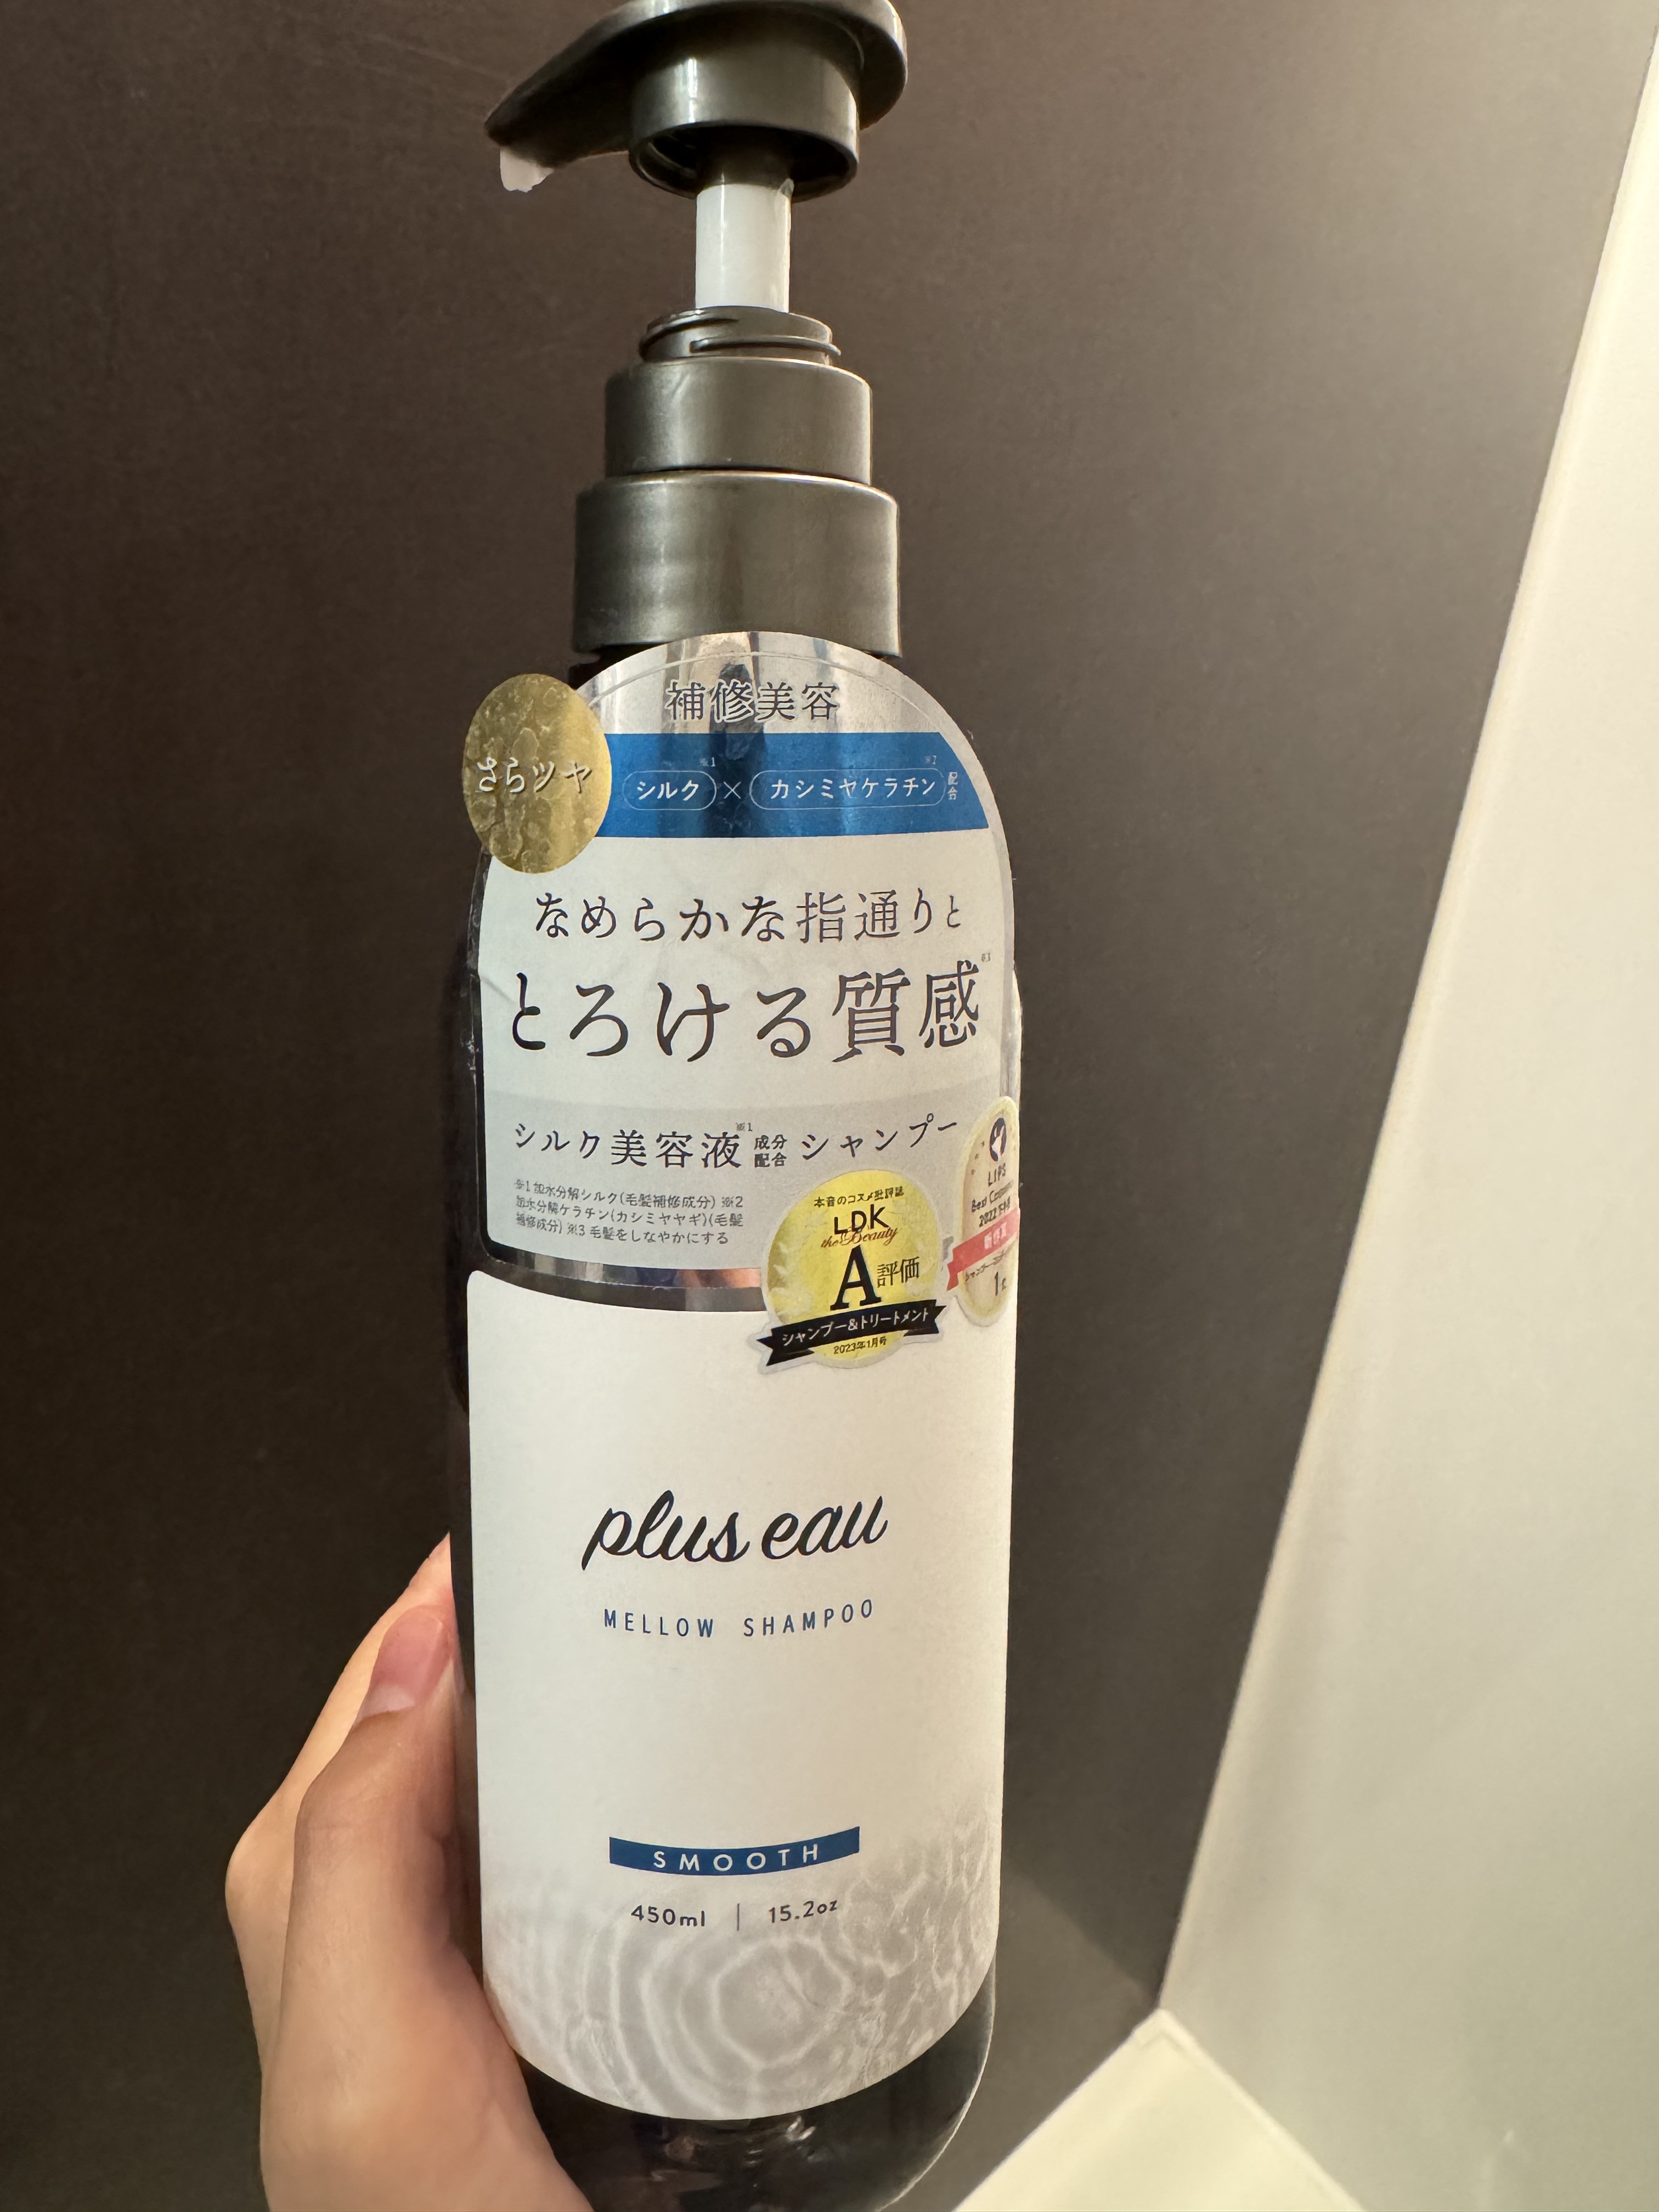 補修美容
さらツヤ
シルク※1×カシミヤケラチン※2配合
なめらかな指通りと
とろける質感※3
シルク美容液※1成分配合シャンプー
※1 加水分解シルク(毛髪補修成分) ※2
加水分解ケラチン(カシミヤヤギ)(毛髪
補修成分) ※3 毛髪をしなやかにする
本音のコスメ批評誌
LDK
the Beauty
A評価
シャンプー&トリートメント
2023年1月号
LIPS
Best Cosmetics
2022
1
plus eau
MELLOW SHAMPOO
SMOOTH
450ml | 15.2oz